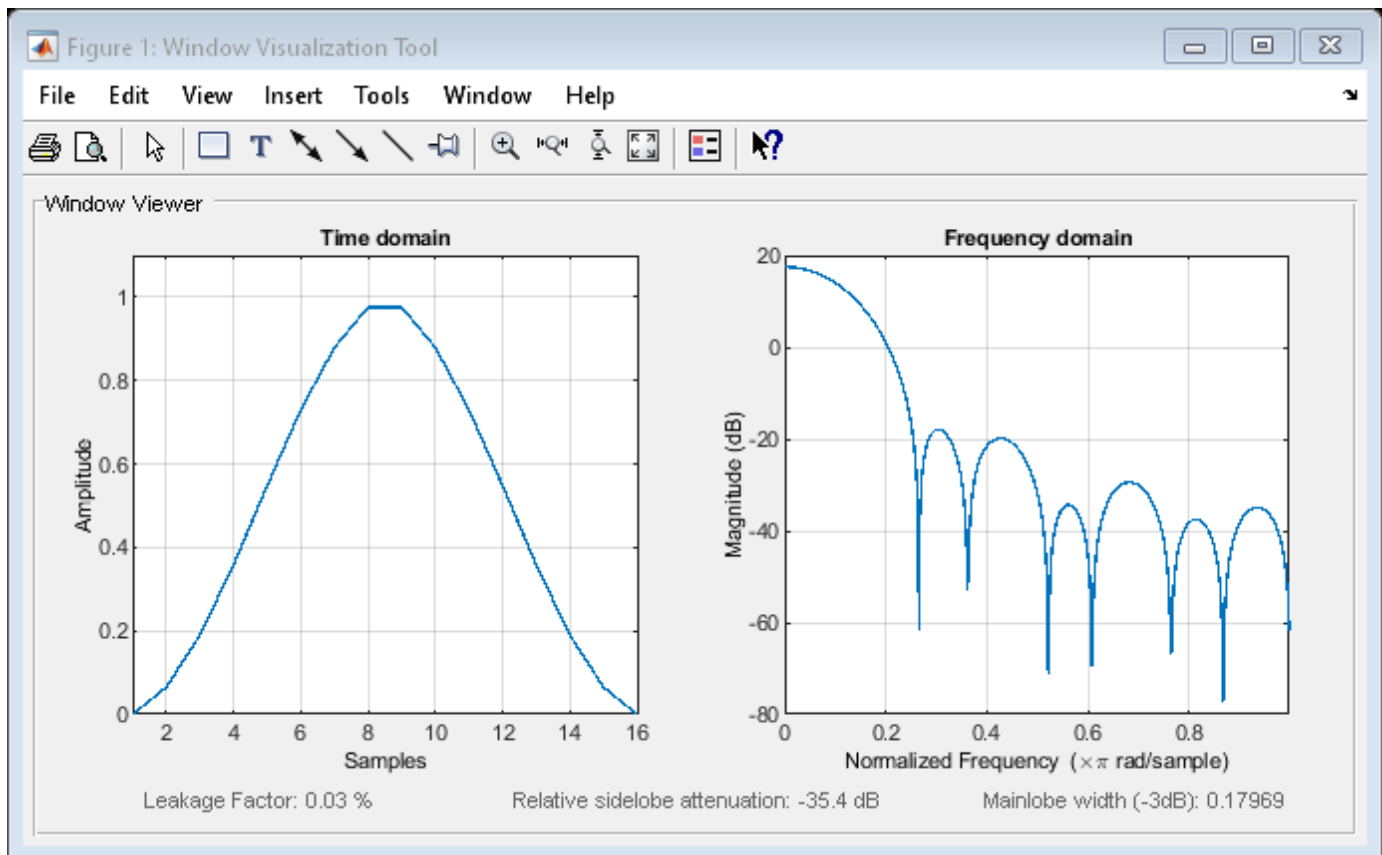 Figure 1: Window Visualization Tool
File Edit View Insert Tools Window Help
T
?
Window Viewer
Time domain
1
0.8
0.6
0.4
0.2
0
Amplitude
2 4 6 8 10 12 14 16
Samples
Frequency domain
20
0
-20
-40
-60
-80
Magnitude (dB)
0 0.2 0.4 0.6 0.8
Normalized Frequency (×π rad/sample)
Leakage Factor: 0.03 %
Relative sidelobe attenuation: -35.4 dB
Mainlobe width (-3dB): 0.17969